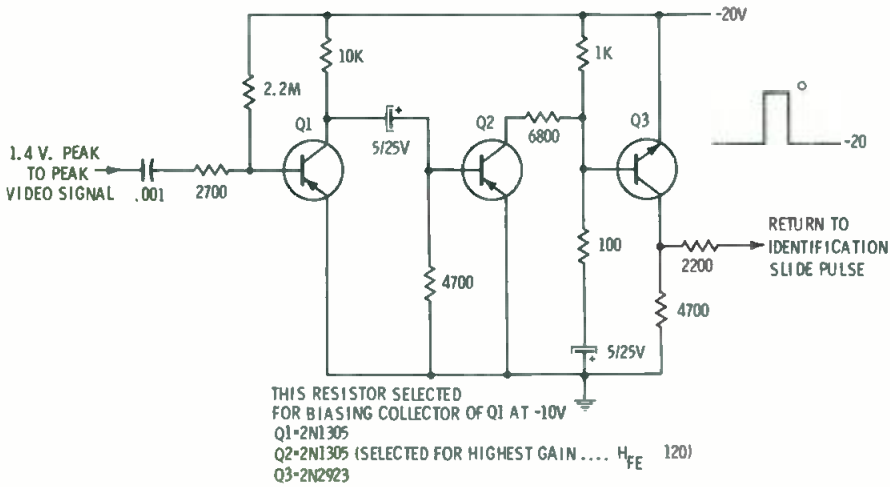 -20V
10K
1K
2.2M
Q1
+
5/25V
Q2
6800
Q3
O
-20
1.4 V. PEAK
TO PEAK
VIDEO SIGNAL
.001
2700
4700
100
5/25V
+
2200
4700
RETURN TO
IDENTIFICATION
SLIDE PULSE
THIS RESISTOR SELECTED
FOR BIASING COLLECTOR OF Q1 AT -10V
Q1=2N1305
Q2=2N1305 (SELECTED FOR HIGHEST GAIN .... HFE 120)
Q3=2N2923